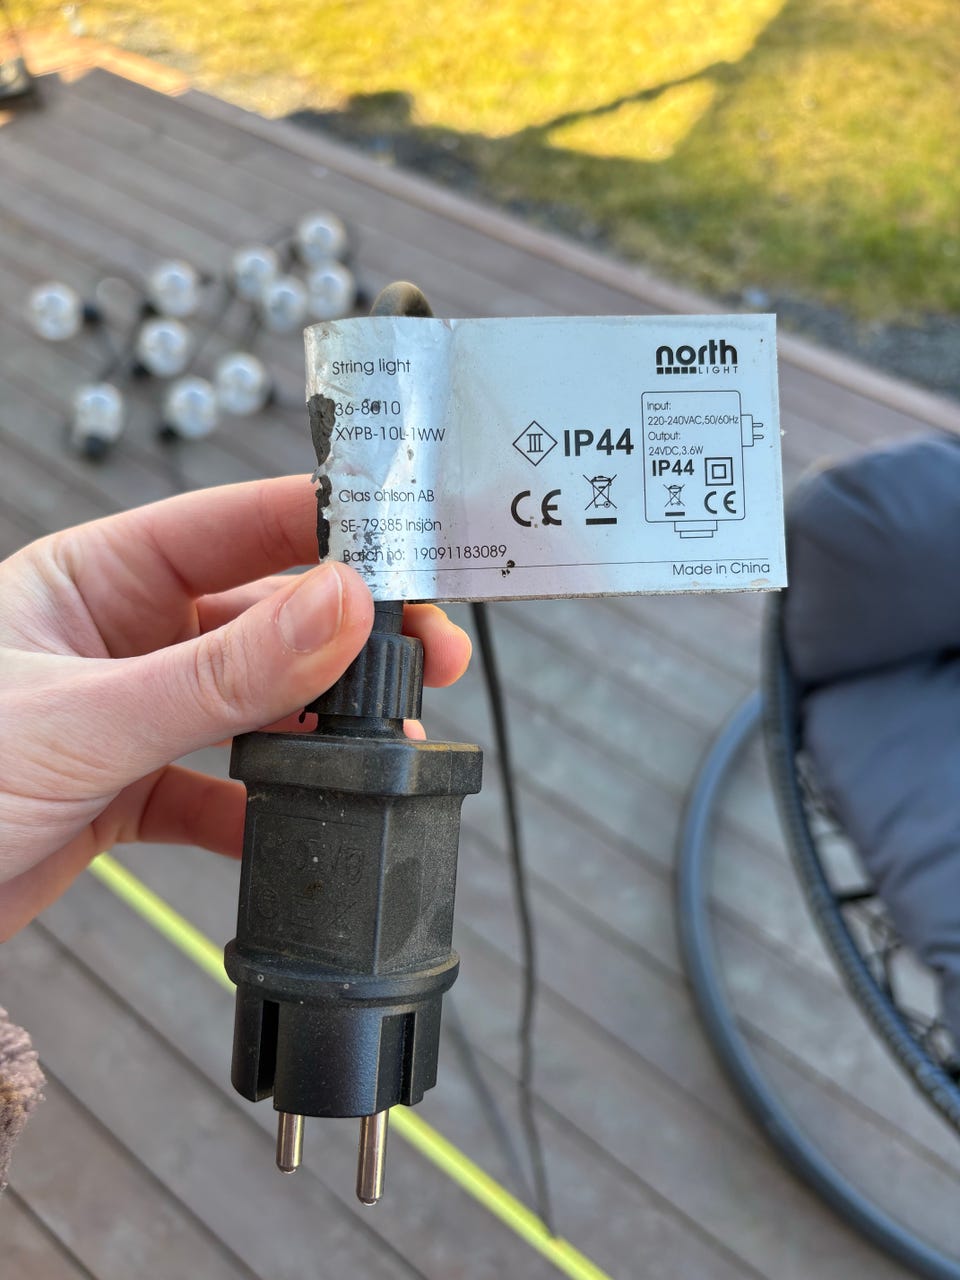 String light
36-8010
XYPB-10L-1WW
Clas ohlson AB
SE-79385 Insjön
Batch no: 19091183089
III
IP44
CE
north
LIGHT
Input:
220-240VAC,50/60Hz
Output:
24VDC,3.6W
IP44
CE
Made in China